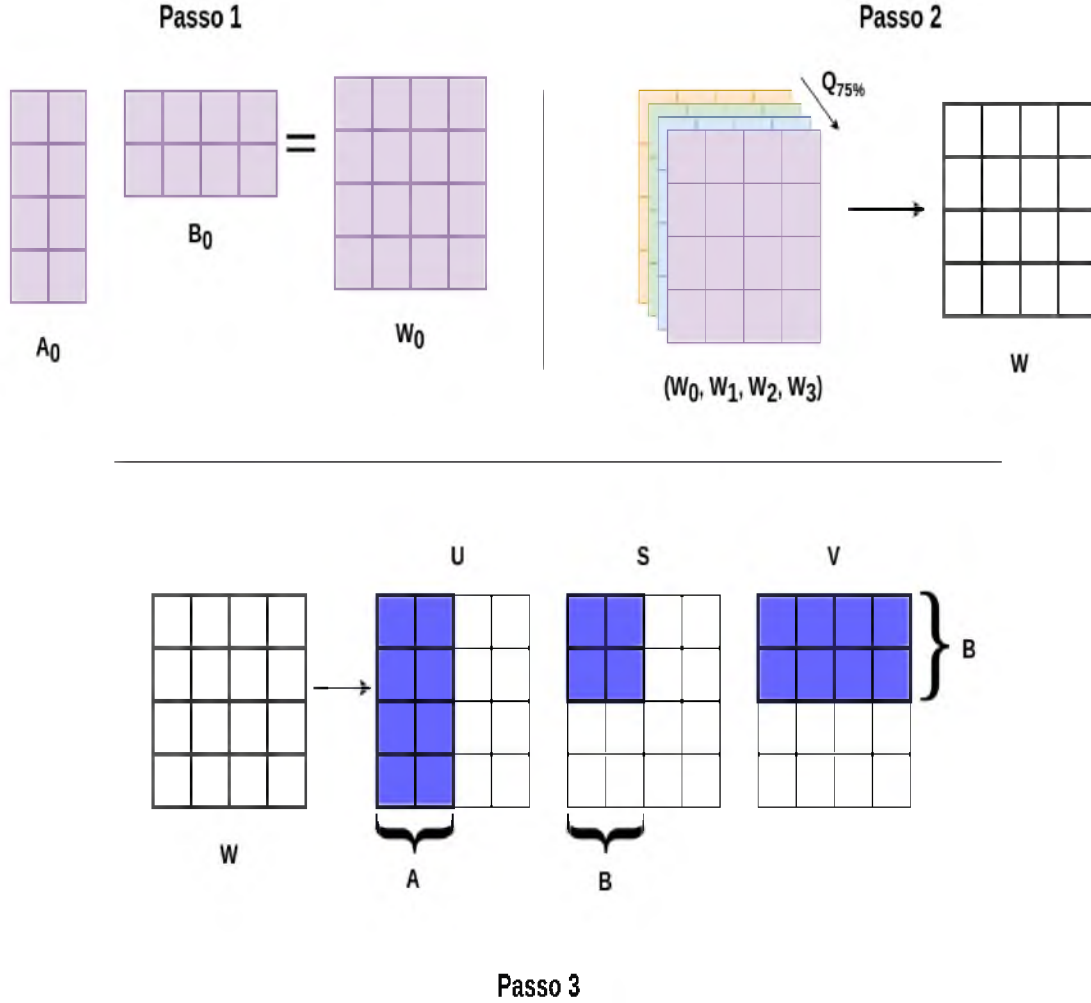 Passo 1
A0
B0
=
W0
Passo 2
Q75%
(W0, W1, W2, W3)
W
U
S
V
B
W
A
B
Passo 3